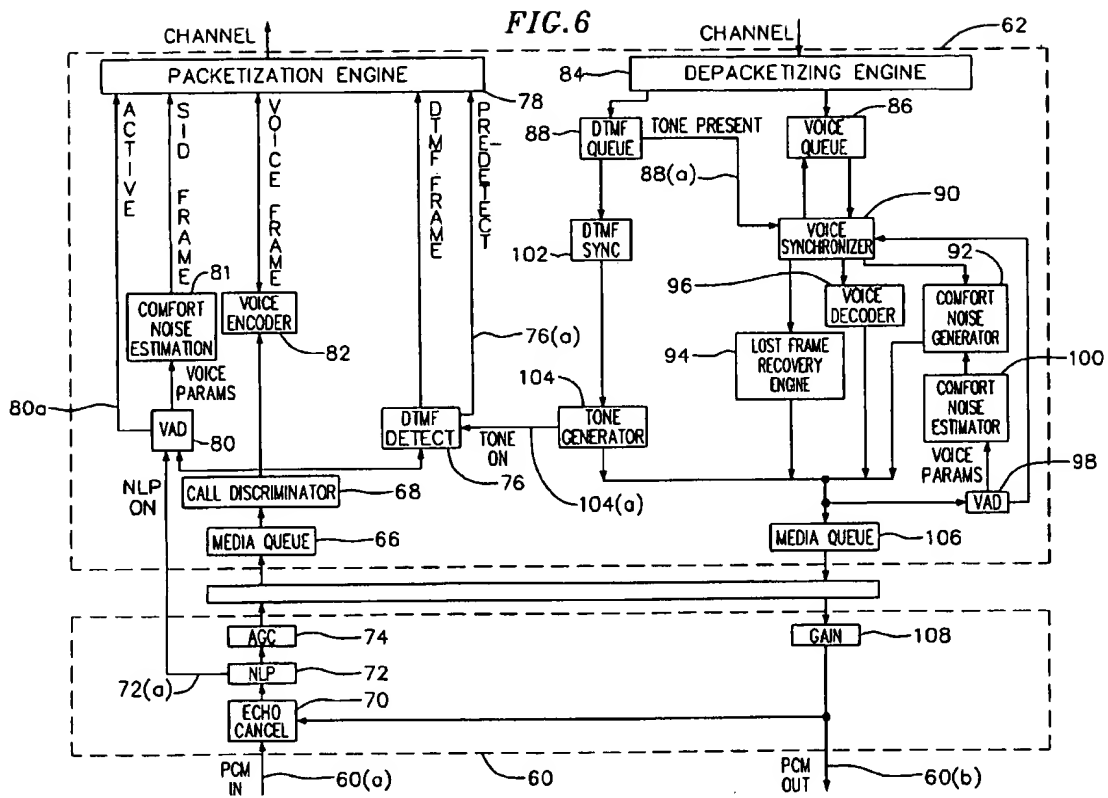 FIG.6
CHANNEL
CHANNEL
62
PACKETIZATION ENGINE
78
84
DEPACKETIZING ENGINE
ACTIVE
SID FRAME
VOICE FRAME
DTMF FRAME
PRE-DETECT
88
DTMF QUEUE
TONE PRESENT
88(a)
86
VOICE QUEUE
90
VOICE SYNCHRONIZER
102
DTMF SYNC
81
COMFORT NOISE ESTIMATION
VOICE ENCODER
82
76(a)
96
VOICE DECODER
92
COMFORT NOISE GENERATOR
94
LOST FRAME RECOVERY ENGINE
100
COMFORT NOISE ESTIMATOR
VOICE PARAMS
80a
VAD
80
DTMF DETECT
76
TONE ON
104
TONE GENERATOR
104(a)
VOICE PARAMS
98
VAD
NLP ON
CALL DISCRIMINATOR
68
MEDIA QUEUE
66
MEDIA QUEUE
106
AGC
74
GAIN
108
NLP
72
72(a)
ECHO CANCEL
70
PCM IN
60(a)
60
PCM OUT
60(b)